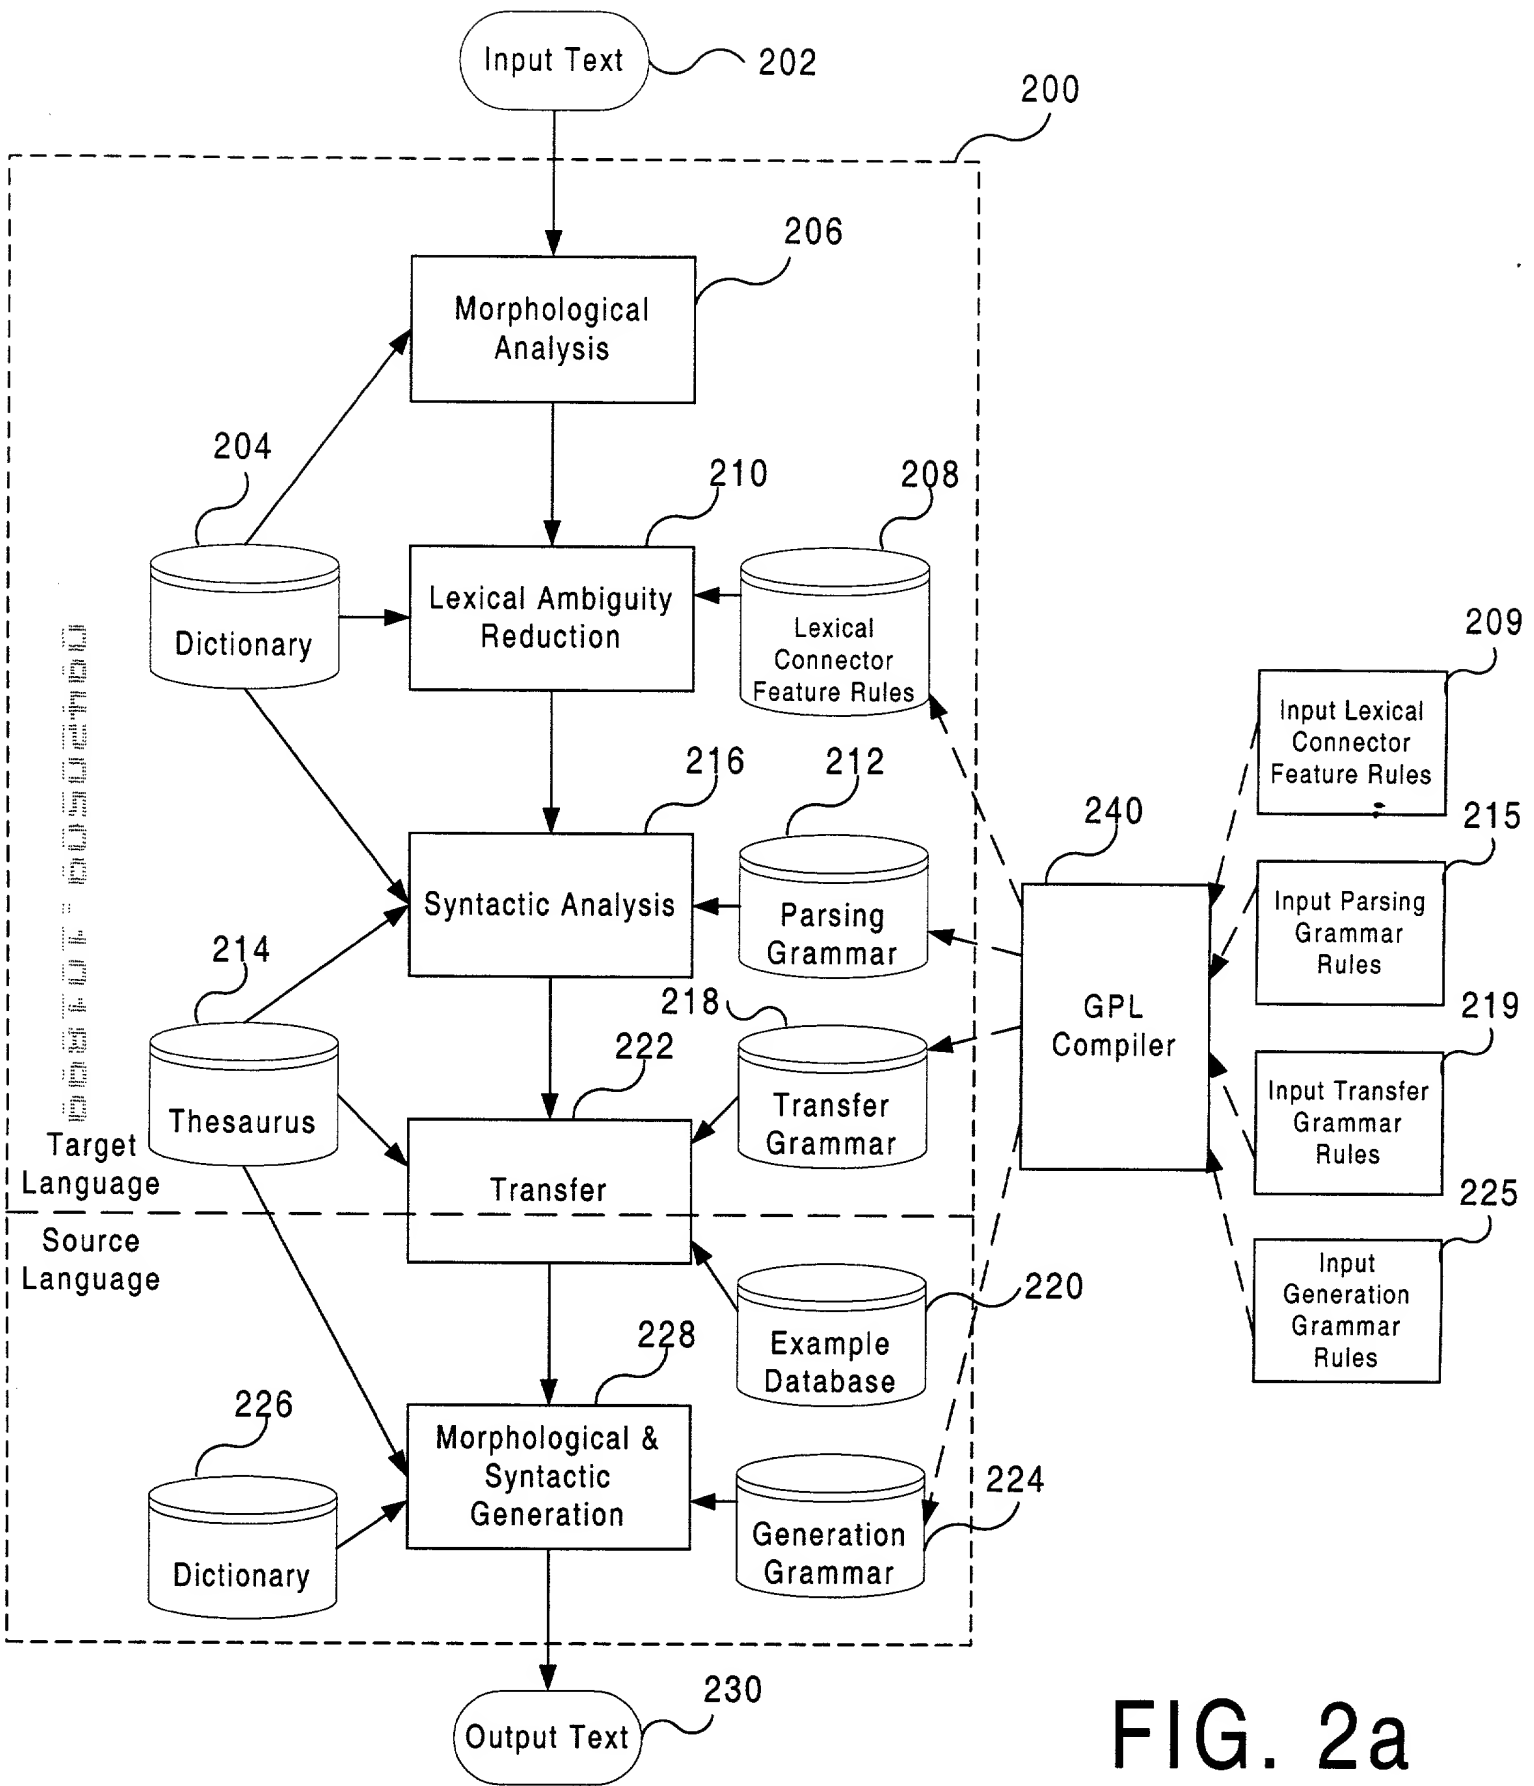 Input Text
202
200
206
Morphological
Analysis
204
210
208
Dictionary
Lexical Ambiguity
Reduction
Lexical
Connector
Feature Rules
209
Input Lexical
Connector
Feature Rules
216
212
240
215
Syntactic Analysis
Parsing
Grammar
Input Parsing
Grammar
Rules
214
218
GPL
Compiler
219
222
Thesaurus
Transfer
Grammar
Input Transfer
Grammar
Rules
Target
Language
Transfer
225
Source
Language
Input
Generation
Grammar
Rules
220
Example
Database
228
226
Morphological &
Syntactic
Generation
224
Generation
Grammar
Dictionary
230
Output Text
FIG. 2a